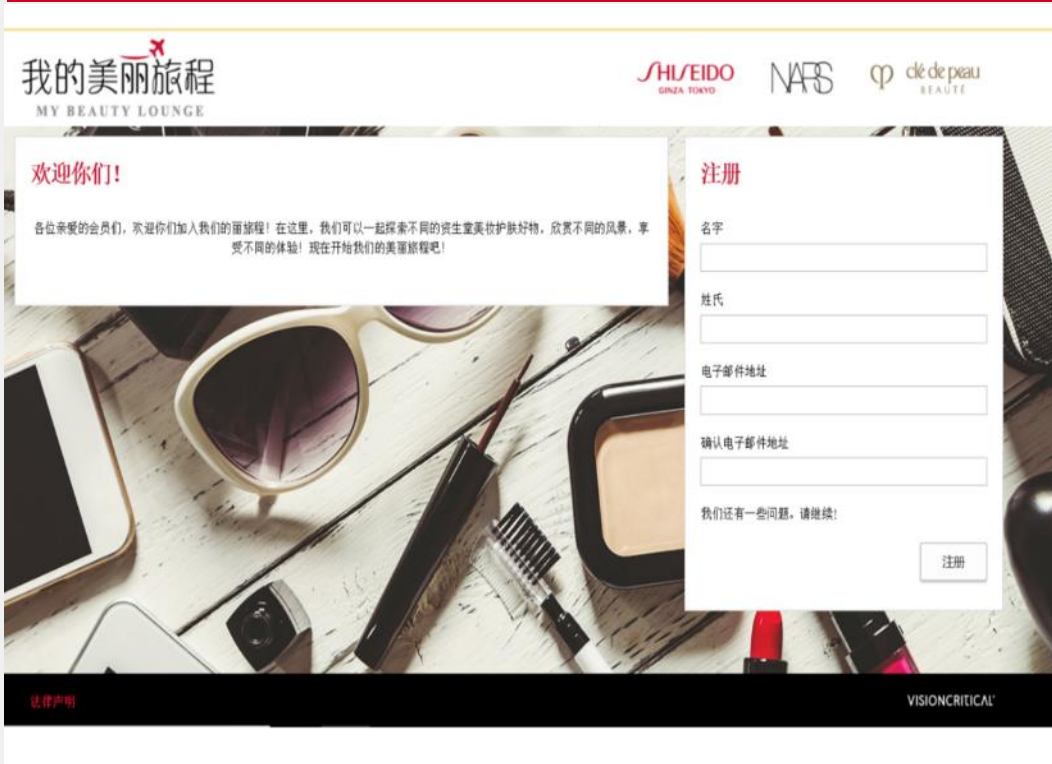 我的美丽旅程
MY BEAUTY LOUNGE
SHISEIDO
GINZA TOKYO
NARS
clé de peau
BEAUTÉ
欢迎你们！
各位亲爱的会员们，欢迎你们加入我们的丽旅程！在这里，我们可以一起探索不同的资生堂美妆护肤好物，欣赏不同的风景，享
受不同的体验！现在开始我们的美丽旅程吧！
注册
名字
姓氏
电子邮件地址
确认电子邮件地址
我们还有一些问题，请继续！
注册
法律声明
VISIONCRITICAL